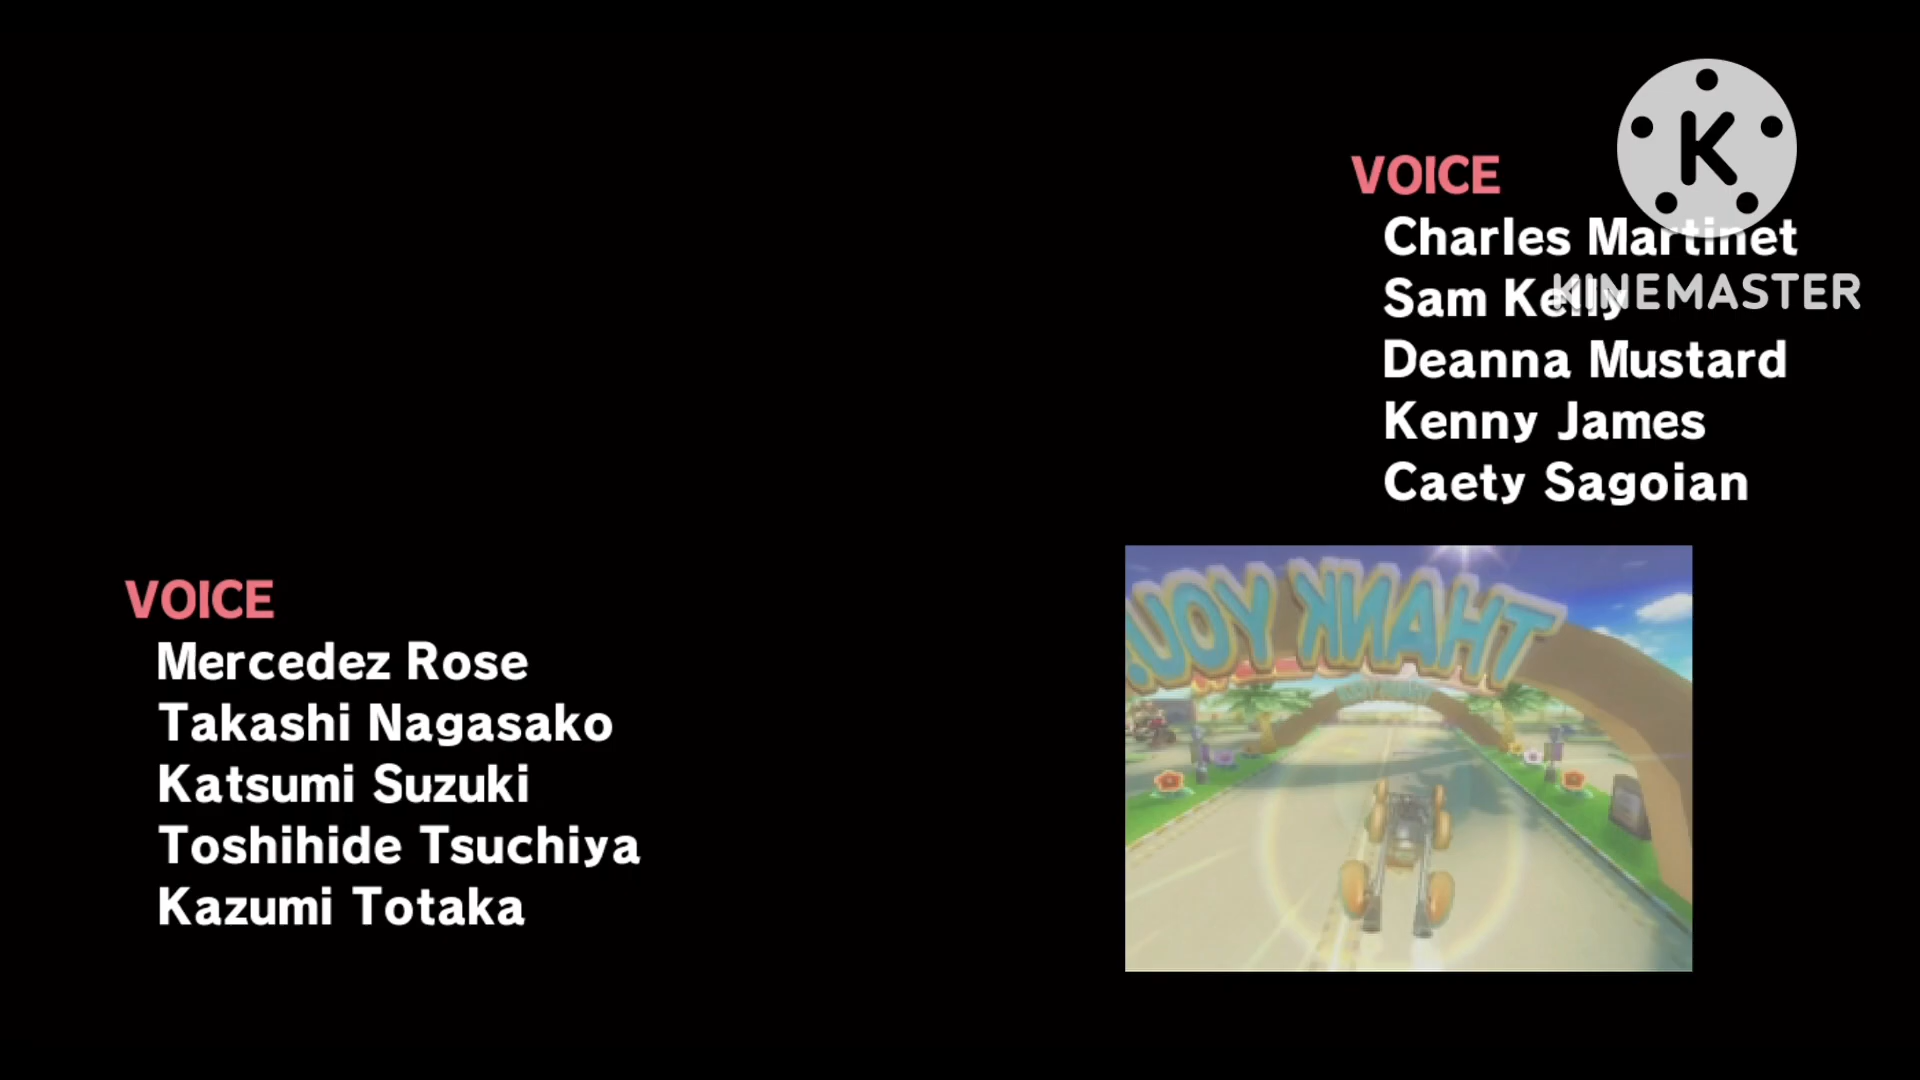 K
KINEMASTER
VOICE
Charles Martinet
Sam Kelly
Deanna Mustard
Kenny James
Caety Sagoian
VOICE
Mercedez Rose
Takashi Nagasako
Katsumi Suzuki
Toshihide Tsuchiya
Kazumi Totaka
THANK YOU!